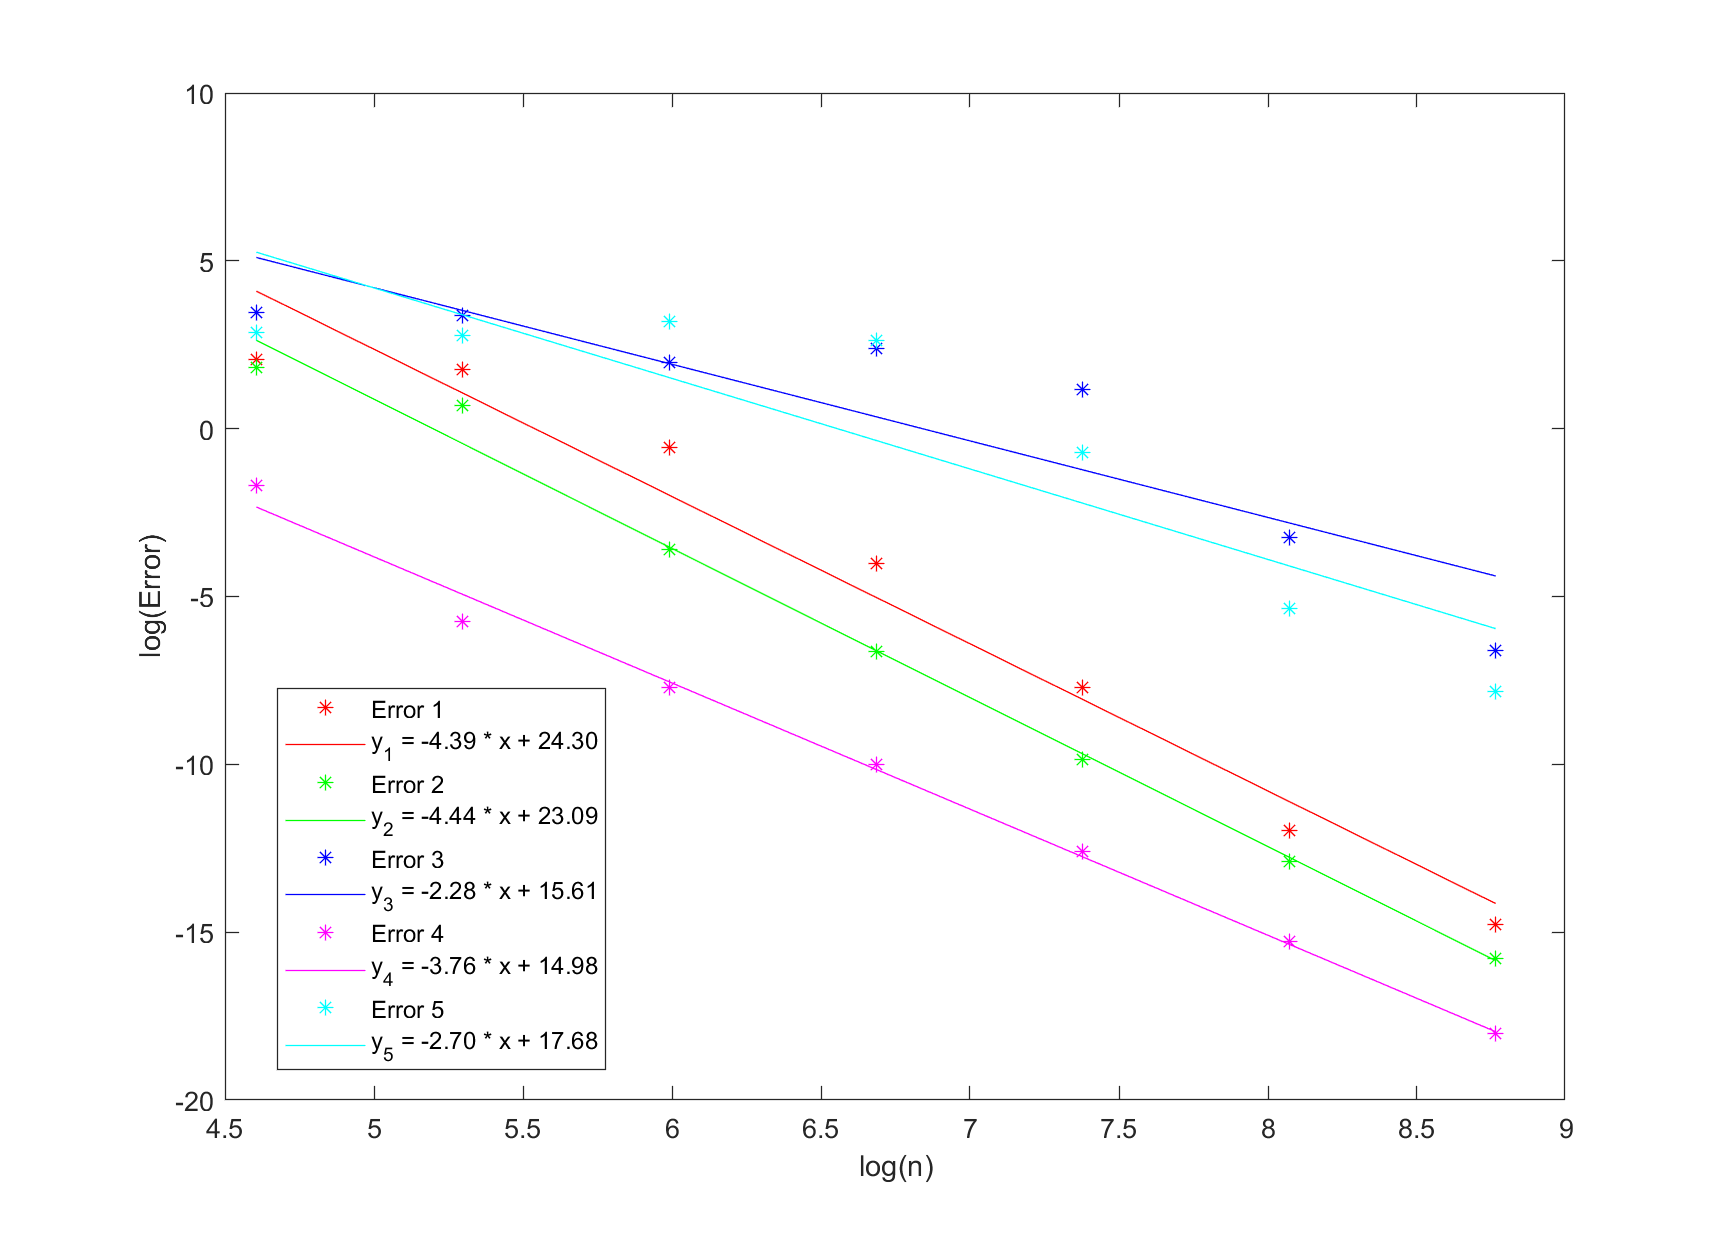 10
5
0
-5
-10
-15
-20
log(Error)
Error 1
y1 = -4.39 * x + 24.30
Error 2
y2 = -4.44 * x + 23.09
Error 3
y3 = -2.28 * x + 15.61
Error 4
y4 = -3.76 * x + 14.98
Error 5
y5 = -2.70 * x + 17.68
4.5 5 5.5 6 6.5 7 7.5 8 8.5 9
log(n)